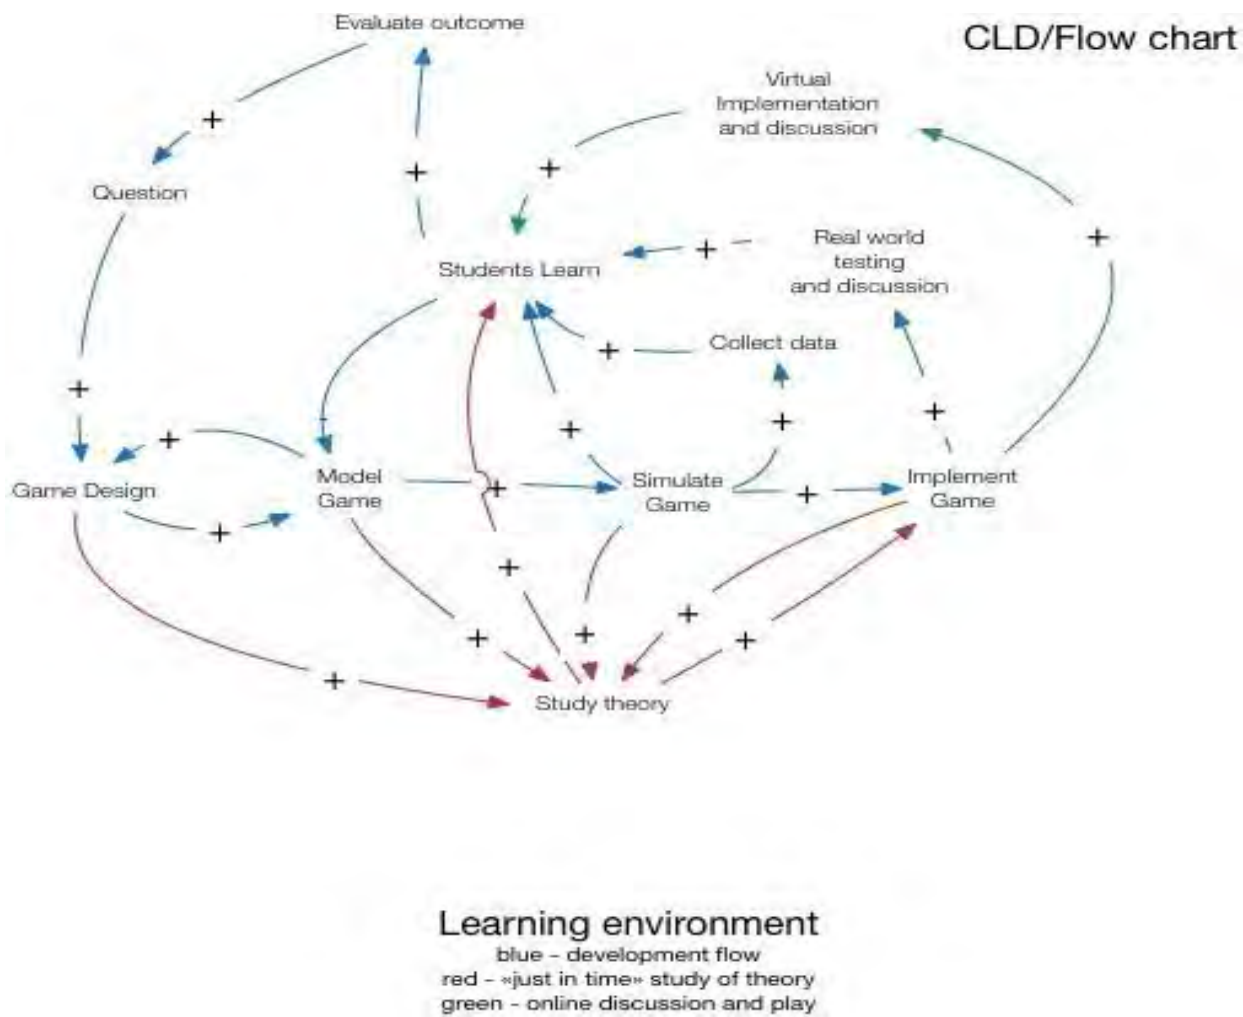 Evaluate outcome
CLD/Flow chart
Virtual
Implementation
and discussion
+
+
+
Question
+
+
Real world
testing
and discussion
Students Learn
Collect data
+
+
+
+
+
+
Game Design
Model
Game
+
Simulate
Game
+
Implement
Game
+
+
+
+
+
+
+
Study theory
Learning environment
blue - development flow
red - «just in time» study of theory
green - online discussion and play